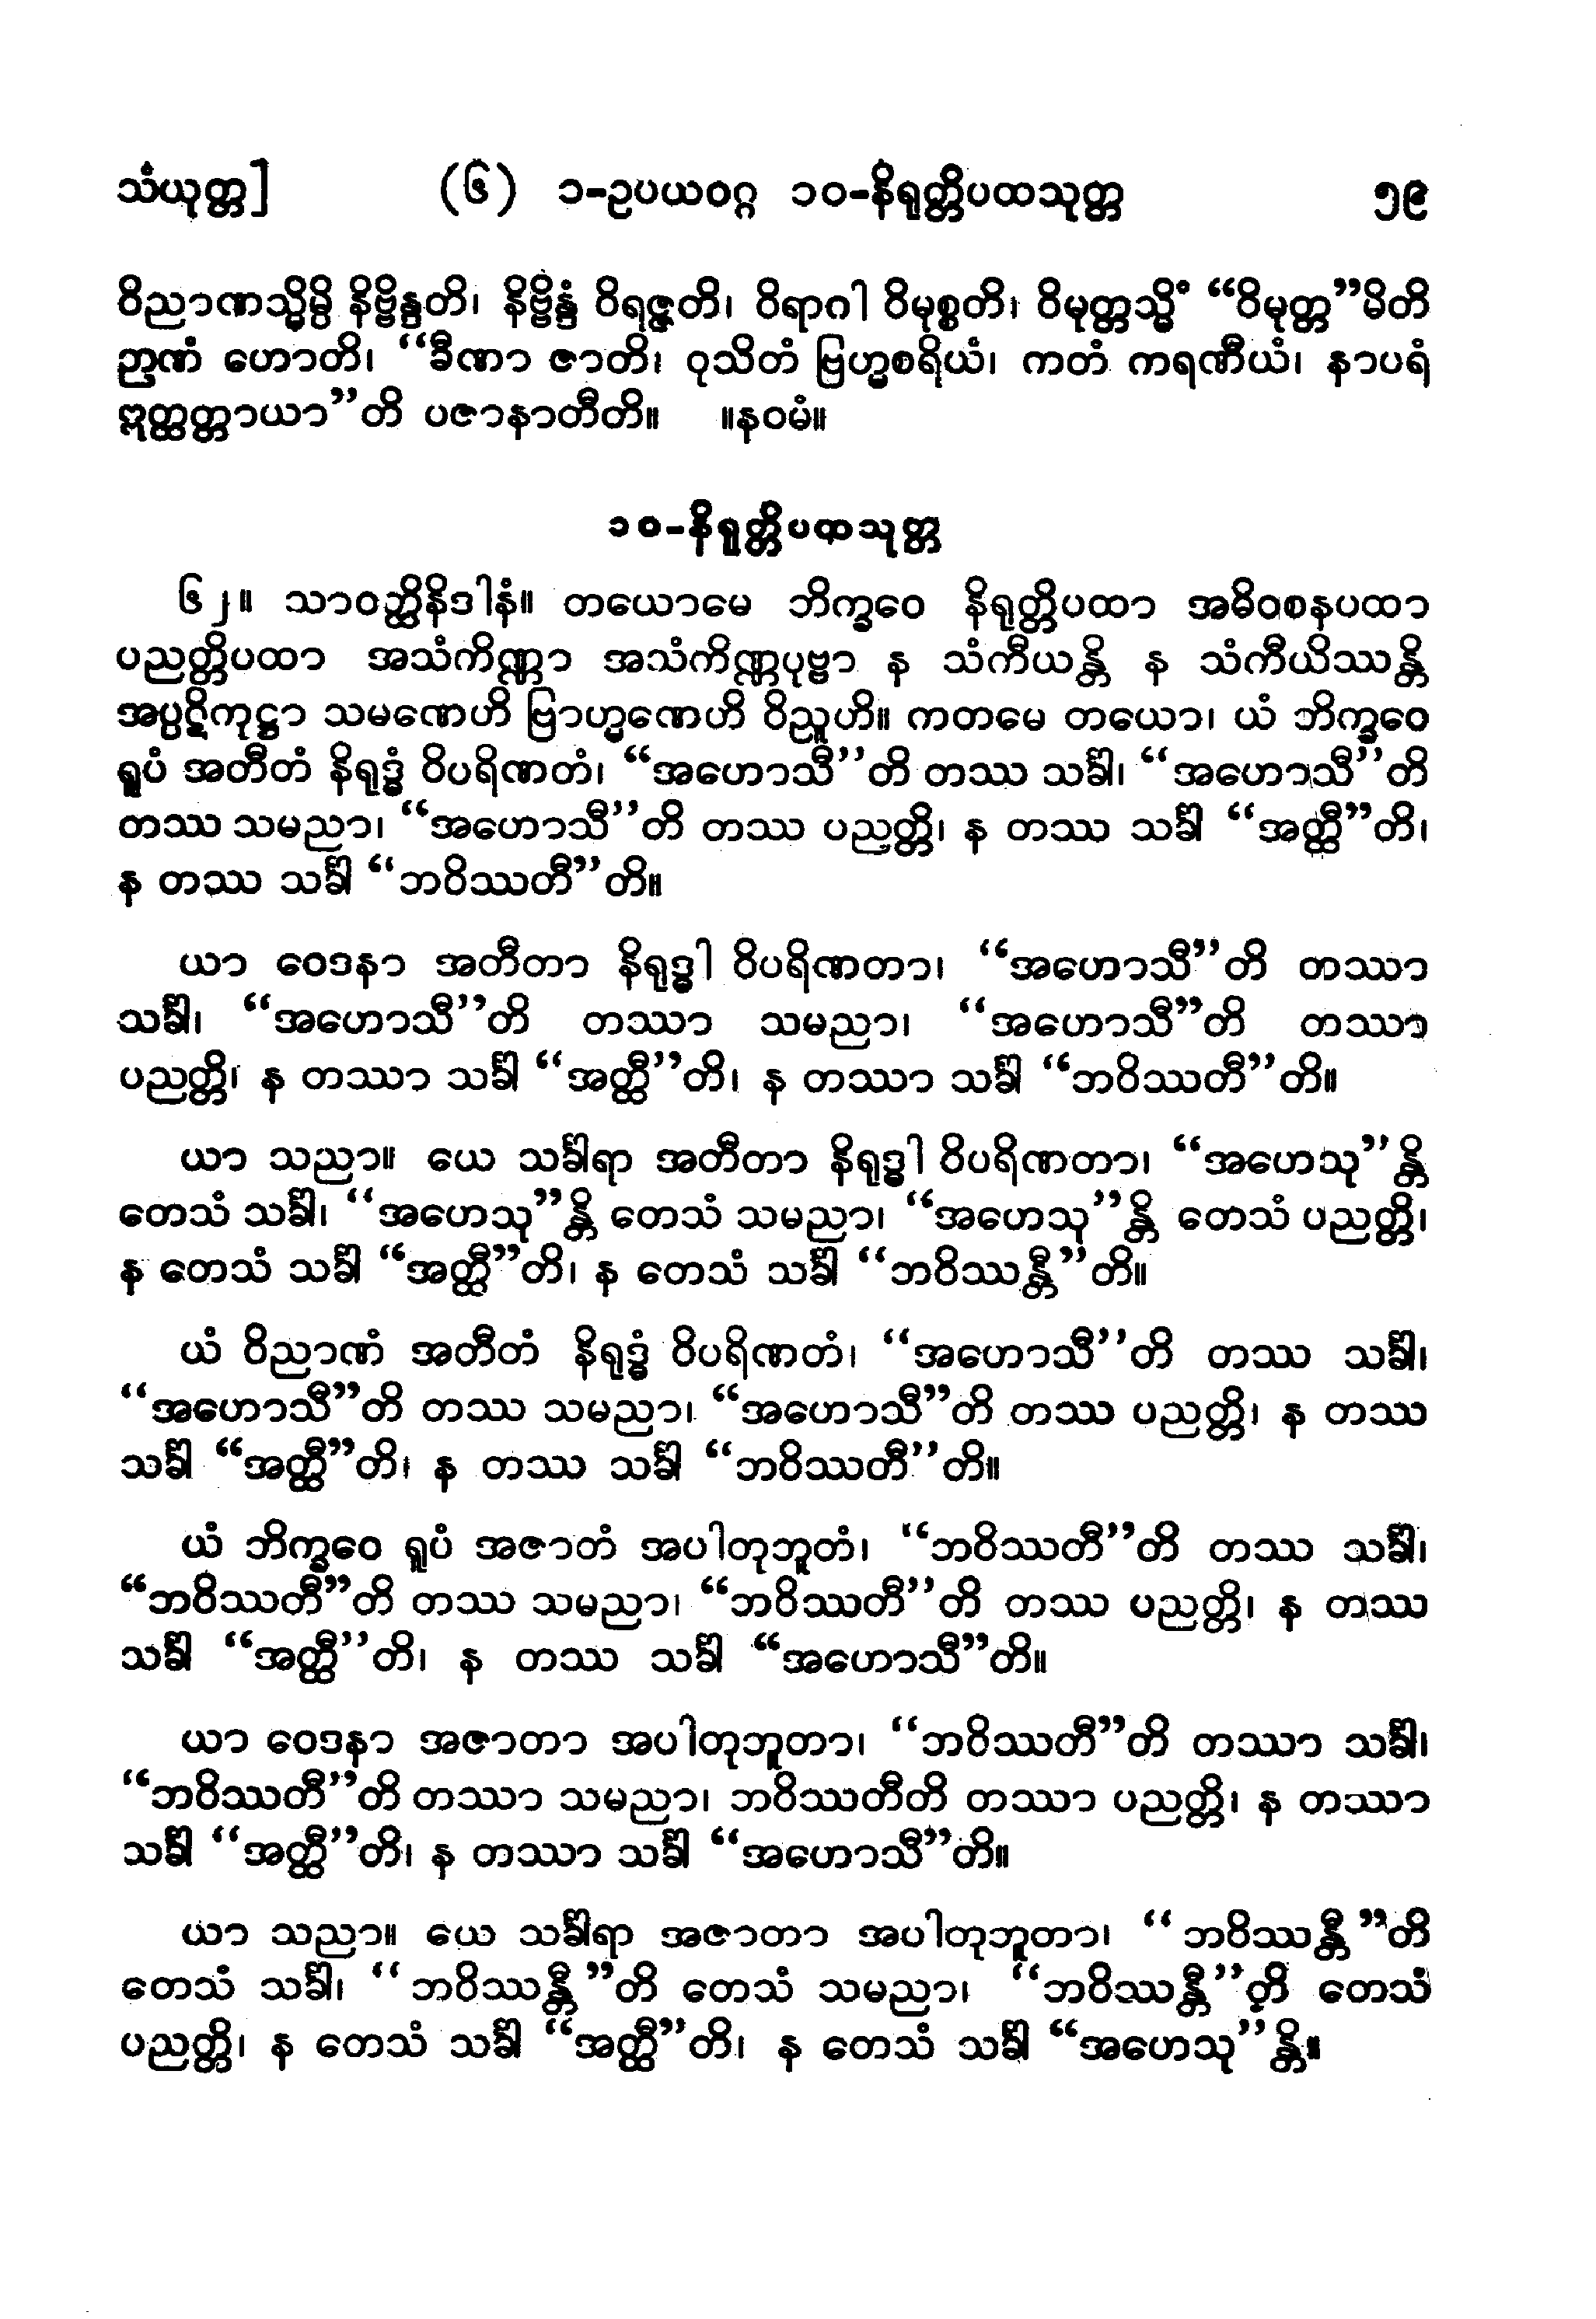 သံယုတ္တ] (၆) ၁-ဥပယဝဂ္ဂ ၁၀-နိရုတ္တိပထသုတ္တ ၅၉
ဝိညာဏသ္မိမ္ပိ နိဗ္ဗိန္ဒတိ၊ နိဗ္ဗိန္ဒံ ဝိရဇ္ဇတိ၊ ဝိရာဂါ ဝိမုစ္စတိ၊ ဝိမုတ္တသ္မိံ “ဝိမုတ္တ”မိတိ
ဉာဏံ ဟောတိ၊ “ခီဏာ ဇာတိ၊ ဝုသိတံ ဗြဟ္မစရိယံ၊ ကတံ ကရဏီယံ၊ နာပရံ
ဣတ္ထတ္တာယာ”တိ ပဇာနာတီတိ။ ။နဝမံ။
၁၀-နိရုတ္တိပထသုတ္တ
၆၂။ သာဝတ္ထိနိဒါနံ။ တယောမေ ဘိက္ခဝေ နိရုတ္တိပထာ အဓိဝစနပထာ
ပညတ္တိပထာ အသံကိဏ္ဏာ အသံကိဏ္ဏပုဗ္ဗာ န သံကီယန္တိ န သံကီယိဿန္တိ
အပ္ပဋိကုဋ္ဌာ သမဏေဟိ ဗြာဟ္မဏေဟိ ဝိညူဟိ။ ကတမေ တယော၊ ယံ ဘိက္ခဝေ
ရူပံ အတီတံ နိရုဒ္ဓံ ဝိပရိဏတံ၊ “အဟောသီ”တိ တဿ သင်္ခါ၊ “အဟောသီ”တိ
တဿ သမညာ၊ “အဟောသီ”တိ တဿ ပညတ္တိ၊ န တဿ သင်္ခါ “အတ္ထီ”တိ၊
န တဿ သင်္ခါ “ဘဝိဿတီ”တိ။
ယာ ဝေဒနာ အတီတာ နိရုဒ္ဓါ ဝိပရိဏတာ၊ “အဟောသီ”တိ တဿာ
သင်္ခါ၊ “အဟောသီ”တိ တဿာ သမညာ၊ “အဟောသီ”တိ တဿာ
ပညတ္တိ၊ န တဿာ သင်္ခါ “အတ္ထီ”တိ၊ န တဿာ သင်္ခါ “ဘဝိဿတီ”တိ။
ယာ သညာ။ ယေ သင်္ခါရာ အတီတာ နိရုဒ္ဓါ ဝိပရိဏတာ၊ “အဟေသု”န္တိ
တေသံ သင်္ခါ၊ “အဟေသု”န္တိ တေသံ သမညာ၊ “အဟေသု”န္တိ တေသံ ပညတ္တိ၊
န တေသံ သင်္ခါ “အတ္ထီ”တိ၊ န တေသံ သင်္ခါ “ဘဝိဿန္တီ”တိ။
ယံ ဝိညာဏံ အတီတံ နိရုဒ္ဓံ ဝိပရိဏတံ၊ “အဟောသီ”တိ တဿ သင်္ခါ၊
“အဟောသီ”တိ တဿ သမညာ၊ “အဟောသီ”တိ တဿ ပညတ္တိ၊ န တဿ
သင်္ခါ “အတ္ထီ”တိ၊ န တဿ သင်္ခါ “ဘဝိဿတီ”တိ။
ယံ ဘိက္ခဝေ ရူပံ အဇာတံ အပါတုဘူတံ၊ “ဘဝိဿတီ”တိ တဿ သင်္ခါ၊
“ဘဝိဿတီ”တိ တဿ သမညာ၊ “ဘဝိဿတီ”တိ တဿ ပညတ္တိ၊ န တဿ
သင်္ခါ “အတ္ထီ”တိ၊ န တဿ သင်္ခါ “အဟောသီ”တိ။
ယာ ဝေဒနာ အဇာတာ အပါတုဘူတာ၊ “ဘဝိဿတီ”တိ တဿာ သင်္ခါ၊
“ဘဝိဿတီ”တိ တဿာ သမညာ၊ ဘဝိဿတီတိ တဿာ ပညတ္တိ၊ န တဿာ
သင်္ခါ “အတ္ထီ”တိ၊ န တဿာ သင်္ခါ “အဟောသီ”တိ။
ယာ သညာ။ ယေ သင်္ခါရာ အဇာတာ အပါတုဘူတာ၊ “ဘဝိဿန္တီ”တိ
တေသံ သင်္ခါ၊ “ဘဝိဿန္တီ”တိ တေသံ သမညာ၊ “ဘဝိဿန္တီ”တိ တေသံ
ပညတ္တိ၊ န တေသံ သင်္ခါ “အတ္ထီ”တိ၊ န တေသံ သင်္ခါ “အဟေသု”န္တိ။